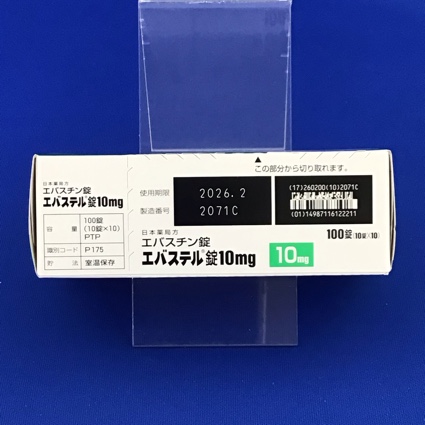 日本薬局方
エバスチン錠
エバステル錠10mg
容量 100錠
(10錠×10)
PTP
識別コード P175
貯法 室温保存
▲
この部分から切り取れます。
使用期限 2026.2
製造番号 2071C
(17)260200(10)2071C
(01)14987116122211
日本薬局方
エバスチン錠
エバステル錠10mg
10mg
100錠(10錠×10)